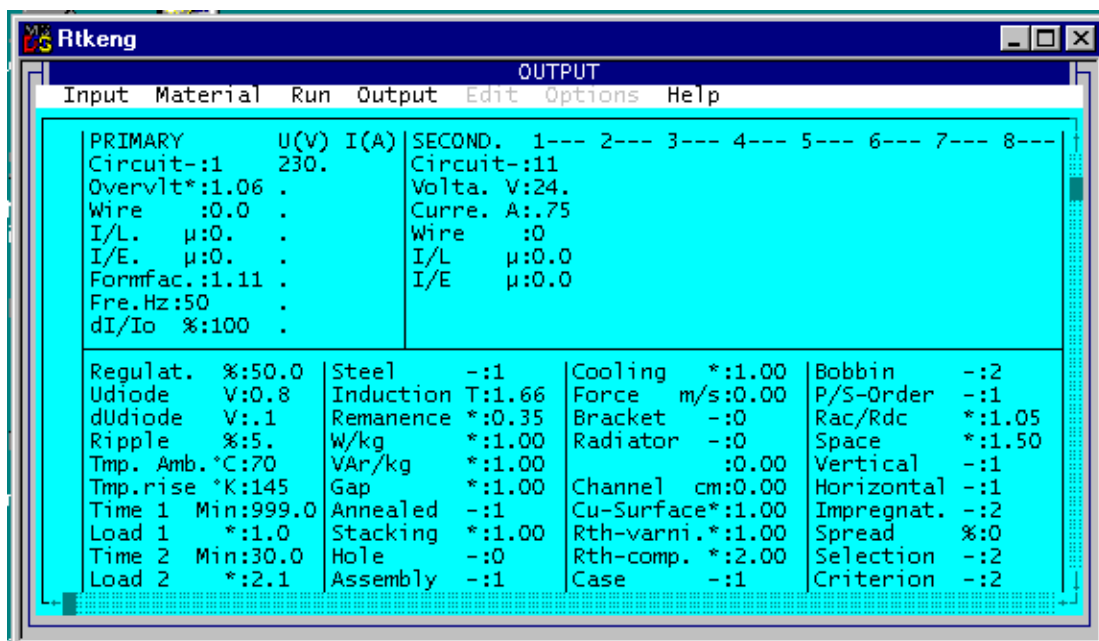 Rtkeng
OUTPUT
Input Material Run Output Edit Options Help
PRIMARY U(V) I(A) SECOND. 1--- 2--- 3--- 4--- 5--- 6--- 7--- 8---
Circuit-:1 230. Circuit-:11
Overvlt*:1.06 . Volta. V:24.
Wire :0.0 . Curre. A:.75
I/L. µ:0. . Wire :0
I/E. µ:0. . I/L µ:0.0
Formfac.:1.11 . I/E µ:0.0
Fre.Hz:50 .
dI/Io %:100 .
Regulat. %:50.0 Steel -:1 Cooling *:1.00 Bobbin -:2
Udiode V:0.8 Induction T:1.66 Force m/s:0.00 P/S-Order -:1
dUdiode V:.1 Remanence *:0.35 Bracket -:0 Rac/Rdc *:1.05
Ripple %:5. W/kg *:1.00 Radiator -:0 Space *:1.50
Tmp. Amb.°C:70 VAr/kg *:1.00 :0.00 Vertical -:1
Tmp.rise °K:145 Gap *:1.00 Channel cm:0.00 Horizontal -:1
Time 1 Min:999.0 Annealed -:1 Cu-Surface*:1.00 Impregnat. -:2
Load 1 *:1.0 Stacking *:1.00 Rth-varni.*:1.00 Spread %:0
Time 2 Min:30.0 Hole -:0 Rth-comp. *:2.00 Selection -:2
Load 2 *:2.1 Assembly -:1 Case -:1 Criterion -:2